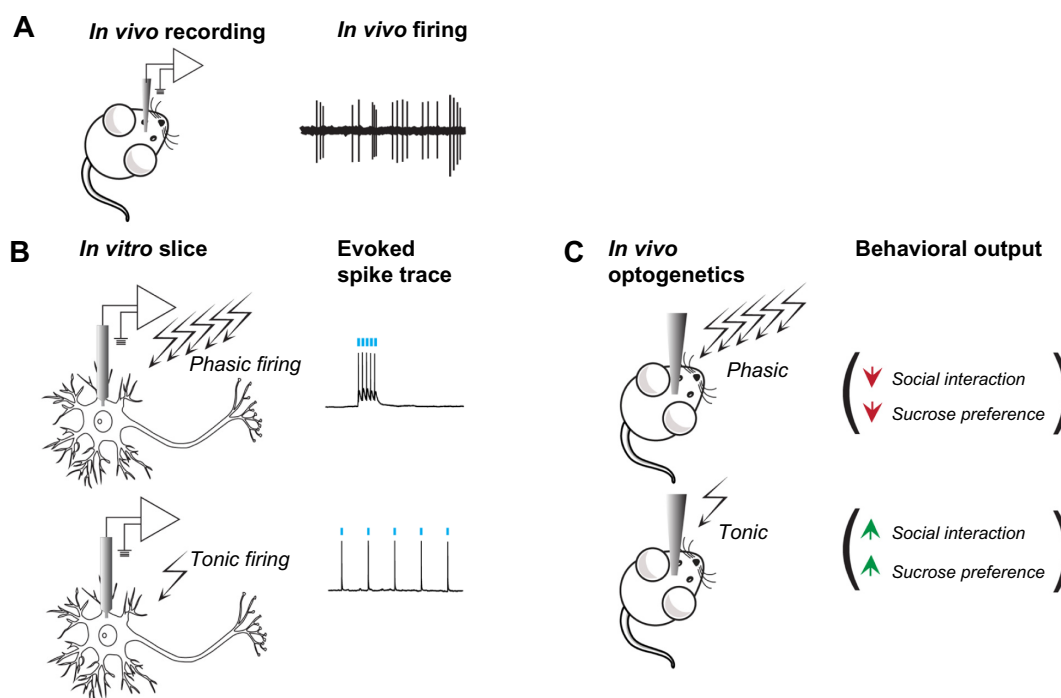 A
In vivo recording
In vivo firing
B
In vitro slice
Evoked
spike trace
Phasic firing
Tonic firing
C
In vivo
optogenetics
Behavioral output
Phasic
Social interaction
Sucrose preference
Tonic
Social interaction
Sucrose preference